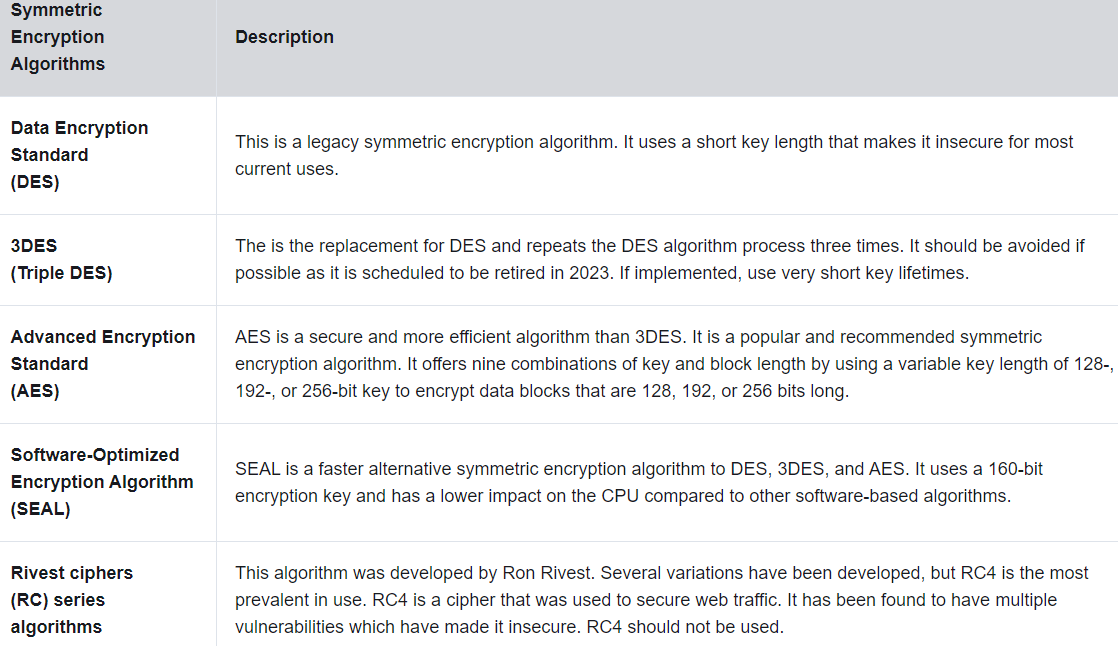 Symmetric
Encryption
Algorithms
Description
Data Encryption
Standard
(DES)
This is a legacy symmetric encryption algorithm. It uses a short key length that makes it insecure for most
current uses.
3DES
(Triple DES)
The is the replacement for DES and repeats the DES algorithm process three times. It should be avoided if
possible as it is scheduled to be retired in 2023. If implemented, use very short key lifetimes.
Advanced Encryption
Standard
(AES)
AES is a secure and more efficient algorithm than 3DES. It is a popular and recommended symmetric
encryption algorithm. It offers nine combinations of key and block length by using a variable key length of 128-,
192-, or 256-bit key to encrypt data blocks that are 128, 192, or 256 bits long.
Software-Optimized
Encryption Algorithm
(SEAL)
SEAL is a faster alternative symmetric encryption algorithm to DES, 3DES, and AES. It uses a 160-bit
encryption key and has a lower impact on the CPU compared to other software-based algorithms.
Rivest ciphers
(RC) series
algorithms
This algorithm was developed by Ron Rivest. Several variations have been developed, but RC4 is the most
prevalent in use. RC4 is a cipher that was used to secure web traffic. It has been found to have multiple
vulnerabilities which have made it insecure. RC4 should not be used.